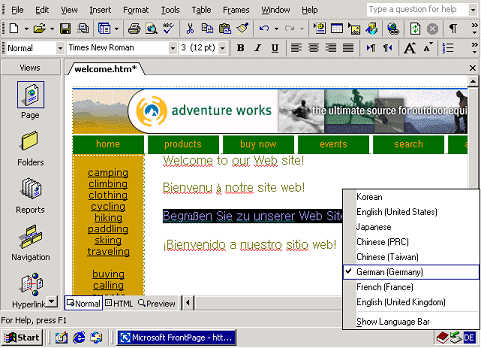 File Edit View Insert Format Tools Table Frames Window Help
Type a question for help
Normal Times New Roman 3 (12 pt) B I U
Views
welcome.htm*
Page
Folders
Reports
Navigation
Hyperlink
adventure works
the ultimate source for outdoor equi
home products buy now events search a
camping
climbing
clothing
cycling
hiking
paddling
skiing
traveling
buying
calling
Welcome to our Web site!
Bienvenu à notre site web!
Begrüßen Sie zu unserer Web Site
¡Bienvenido a nuestro sitio web!
Korean
English (United States)
Japanese
Chinese (PRC)
Chinese (Taiwan)
German (Germany)
French (France)
English (United Kingdom)
Show Language Bar
Normal HTML Preview
For Help, press F1
Start
Microsoft FrontPage - htt...
DE